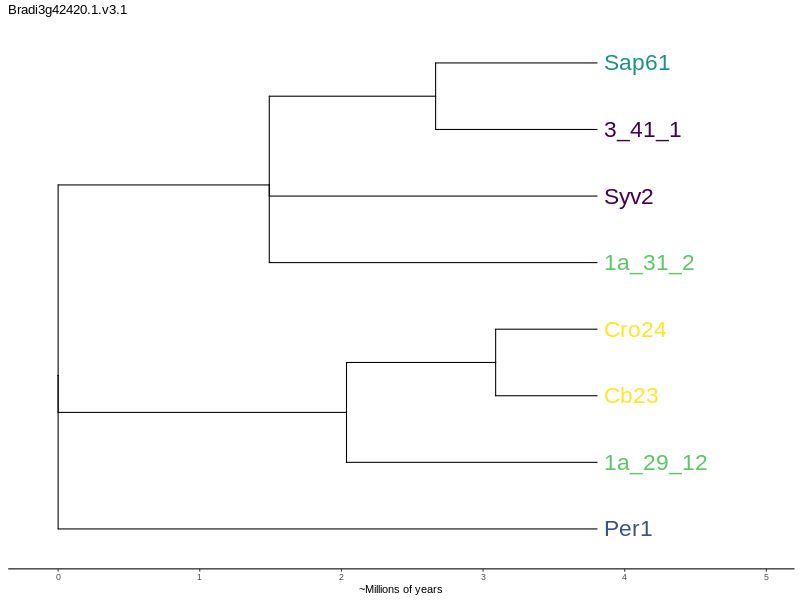 Bradi3g42420.1.v3.1
Sap61
3_41_1
Syv2
1a_31_2
Cro24
Cb23
1a_29_12
Per1
0 1 2 3 4 5
~Millions of years